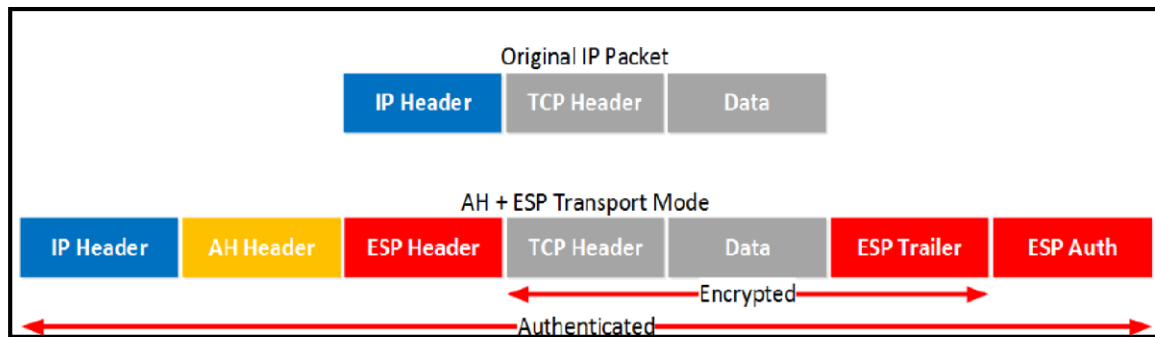 Original IP Packet
IP Header TCP Header Data
AH + ESP Transport Mode
IP Header AH Header ESP Header TCP Header Data ESP Trailer ESP Auth
Encrypted
Authenticated